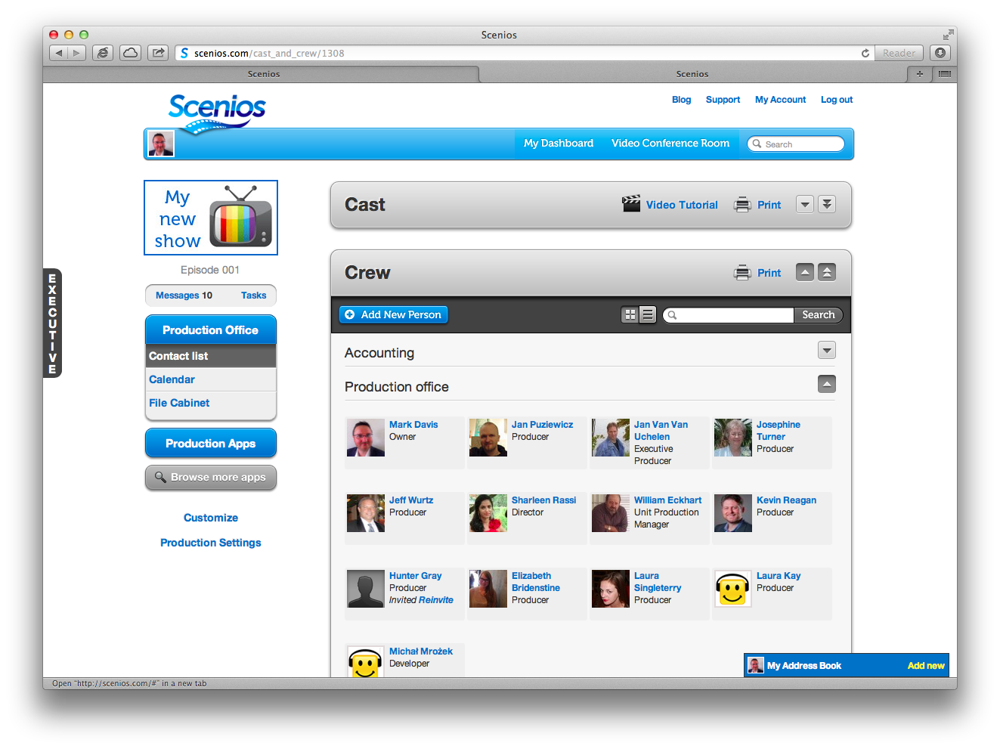 Scenios
scenios.com/cast_and_crew/1308
Reader
Scenios
Scenios
Scenios
Blog
Support
My Account
Log out
My Dashboard
Video Conference Room
Search
My
new
show
Episode 001
Messages 10
Tasks
Production Office
Contact list
Calendar
File Cabinet
Production Apps
Browse more apps
Customize
Production Settings
EXECUTIVE
Cast
Video Tutorial
Print
Crew
Print
Add New Person
Search
Accounting
Production office
Mark Davis
Owner
Jan Puziewicz
Producer
Jan Van Van
Uchelen
Executive
Producer
Josephine
Turner
Producer
Jeff Wurtz
Producer
Sharleen Rassi
Director
William Eckhart
Unit Production
Manager
Kevin Reagan
Producer
Hunter Gray
Producer
Invited Reinvite
Elizabeth
Bridenstine
Producer
Laura
Singleterry
Producer
Laura Kay
Producer
Michał Mrożek
Developer
My Address Book
Add new
Open "http://scenios.com/#" in a new tab